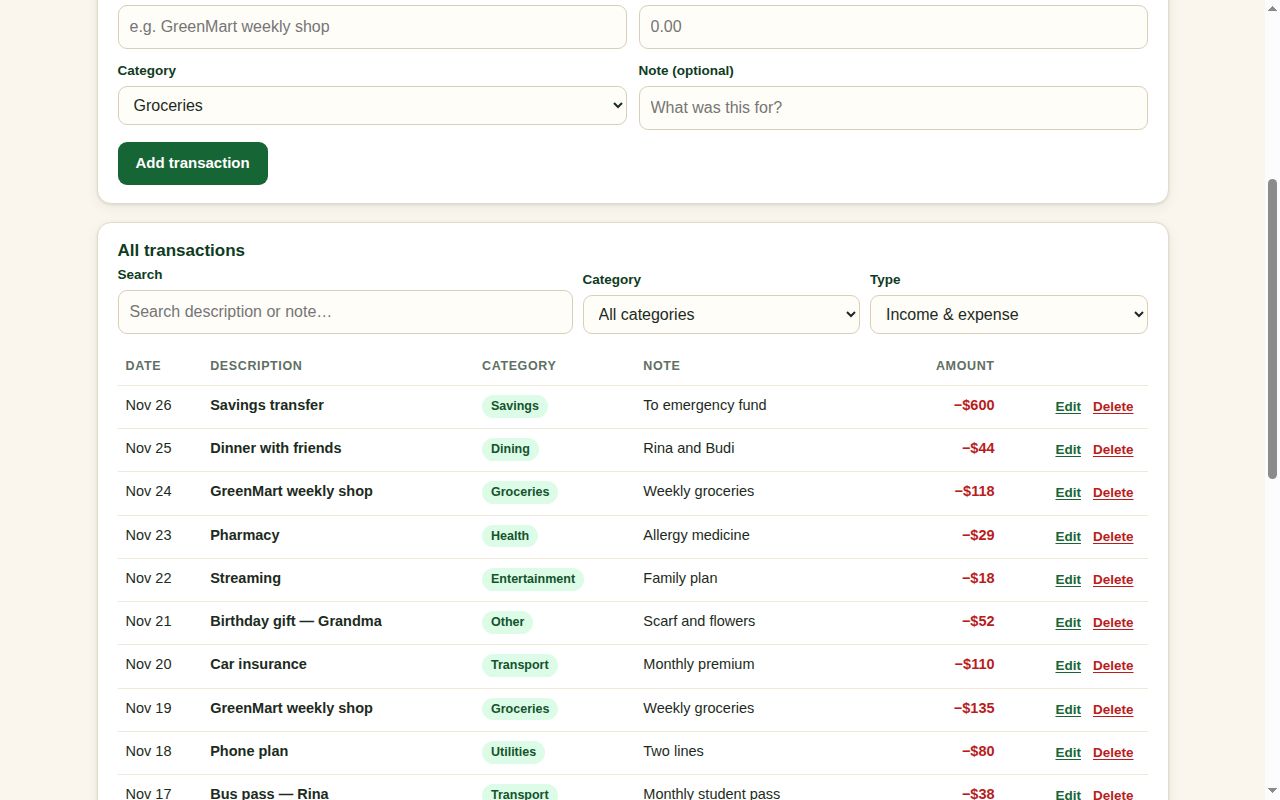 e.g. GreenMart weekly shop 0.00
Category Note (optional)
Groceries What was this for?
Add transaction
All transactions
Search Category Type
Search description or note… All categories Income & expense
DATE DESCRIPTION CATEGORY NOTE AMOUNT
Nov 26 Savings transfer Savings To emergency fund −$600 Edit Delete
Nov 25 Dinner with friends Dining Rina and Budi −$44 Edit Delete
Nov 24 GreenMart weekly shop Groceries Weekly groceries −$118 Edit Delete
Nov 23 Pharmacy Health Allergy medicine −$29 Edit Delete
Nov 22 Streaming Entertainment Family plan −$18 Edit Delete
Nov 21 Birthday gift — Grandma Other Scarf and flowers −$52 Edit Delete
Nov 20 Car insurance Transport Monthly premium −$110 Edit Delete
Nov 19 GreenMart weekly shop Groceries Weekly groceries −$135 Edit Delete
Nov 18 Phone plan Utilities Two lines −$80 Edit Delete
Nov 17 Bus pass — Rina Transport Monthly student pass −$38 Edit Delete